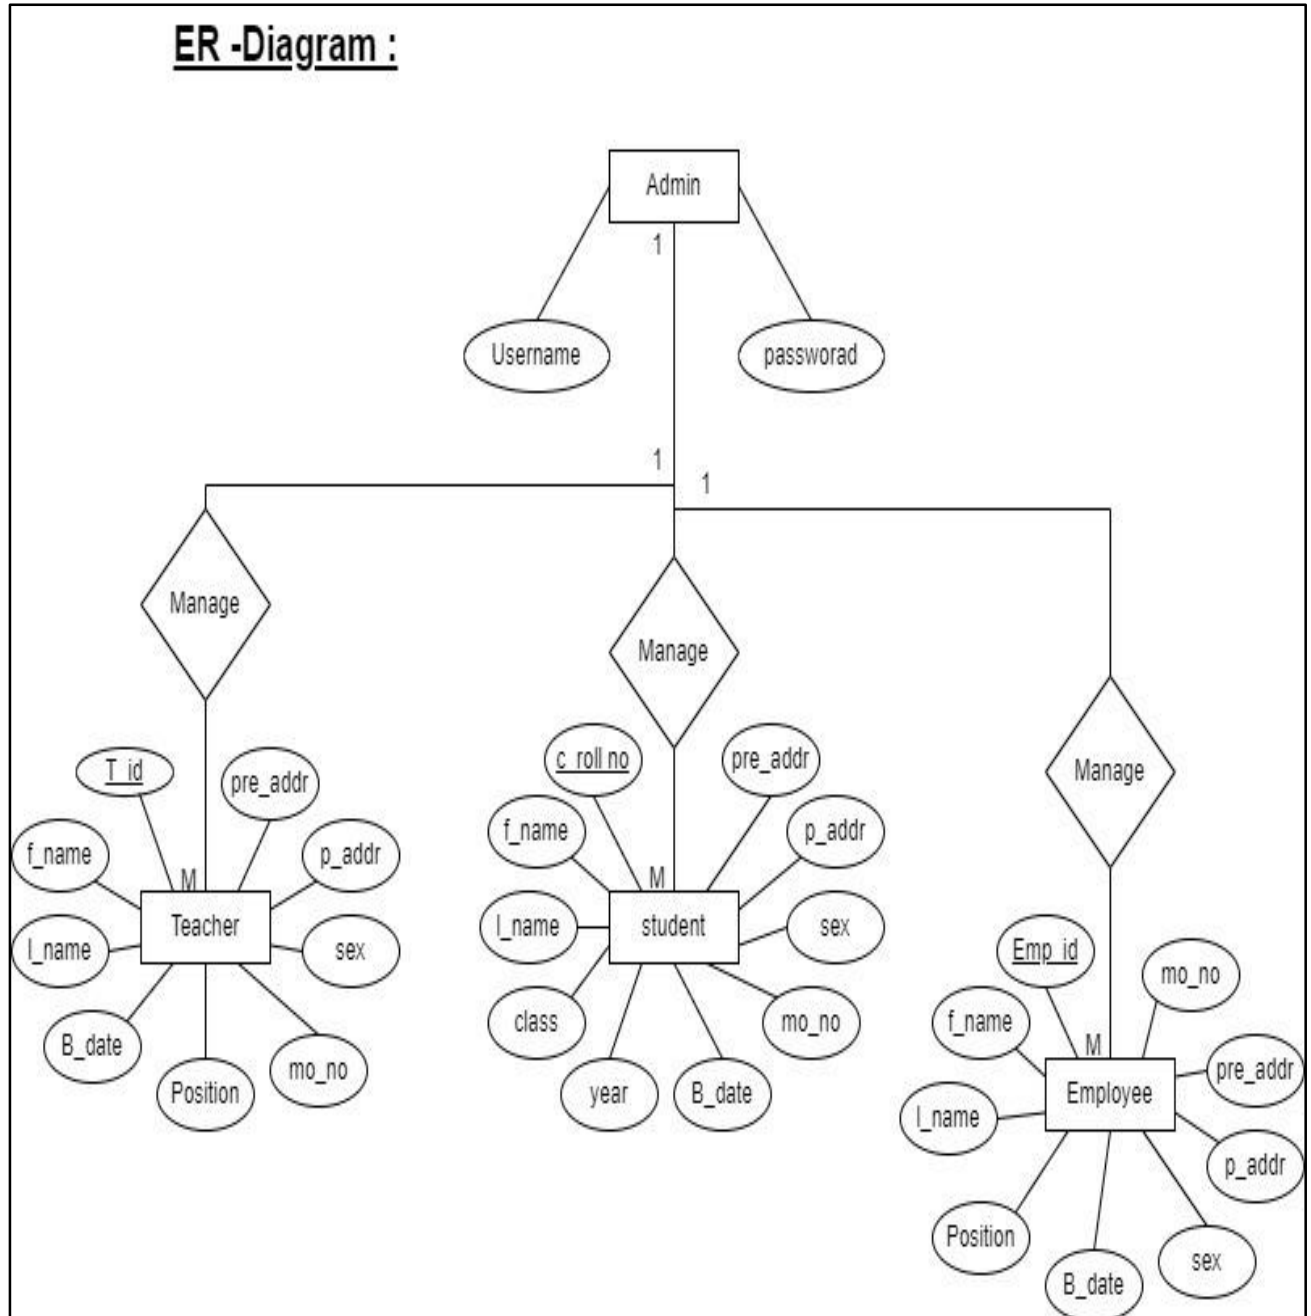 ER -Diagram :
Admin
1
Username
passworad
1
1
Manage
Manage
Manage
T_id
pre_addr
f_name
p_addr
M
Teacher
l_name
sex
B_date
Position
mo_no
c_roll no
pre_addr
f_name
p_addr
M
student
l_name
sex
class
mo_no
year
B_date
Emp_id
mo_no
f_name
M
pre_addr
Employee
l_name
p_addr
Position
sex
B_date